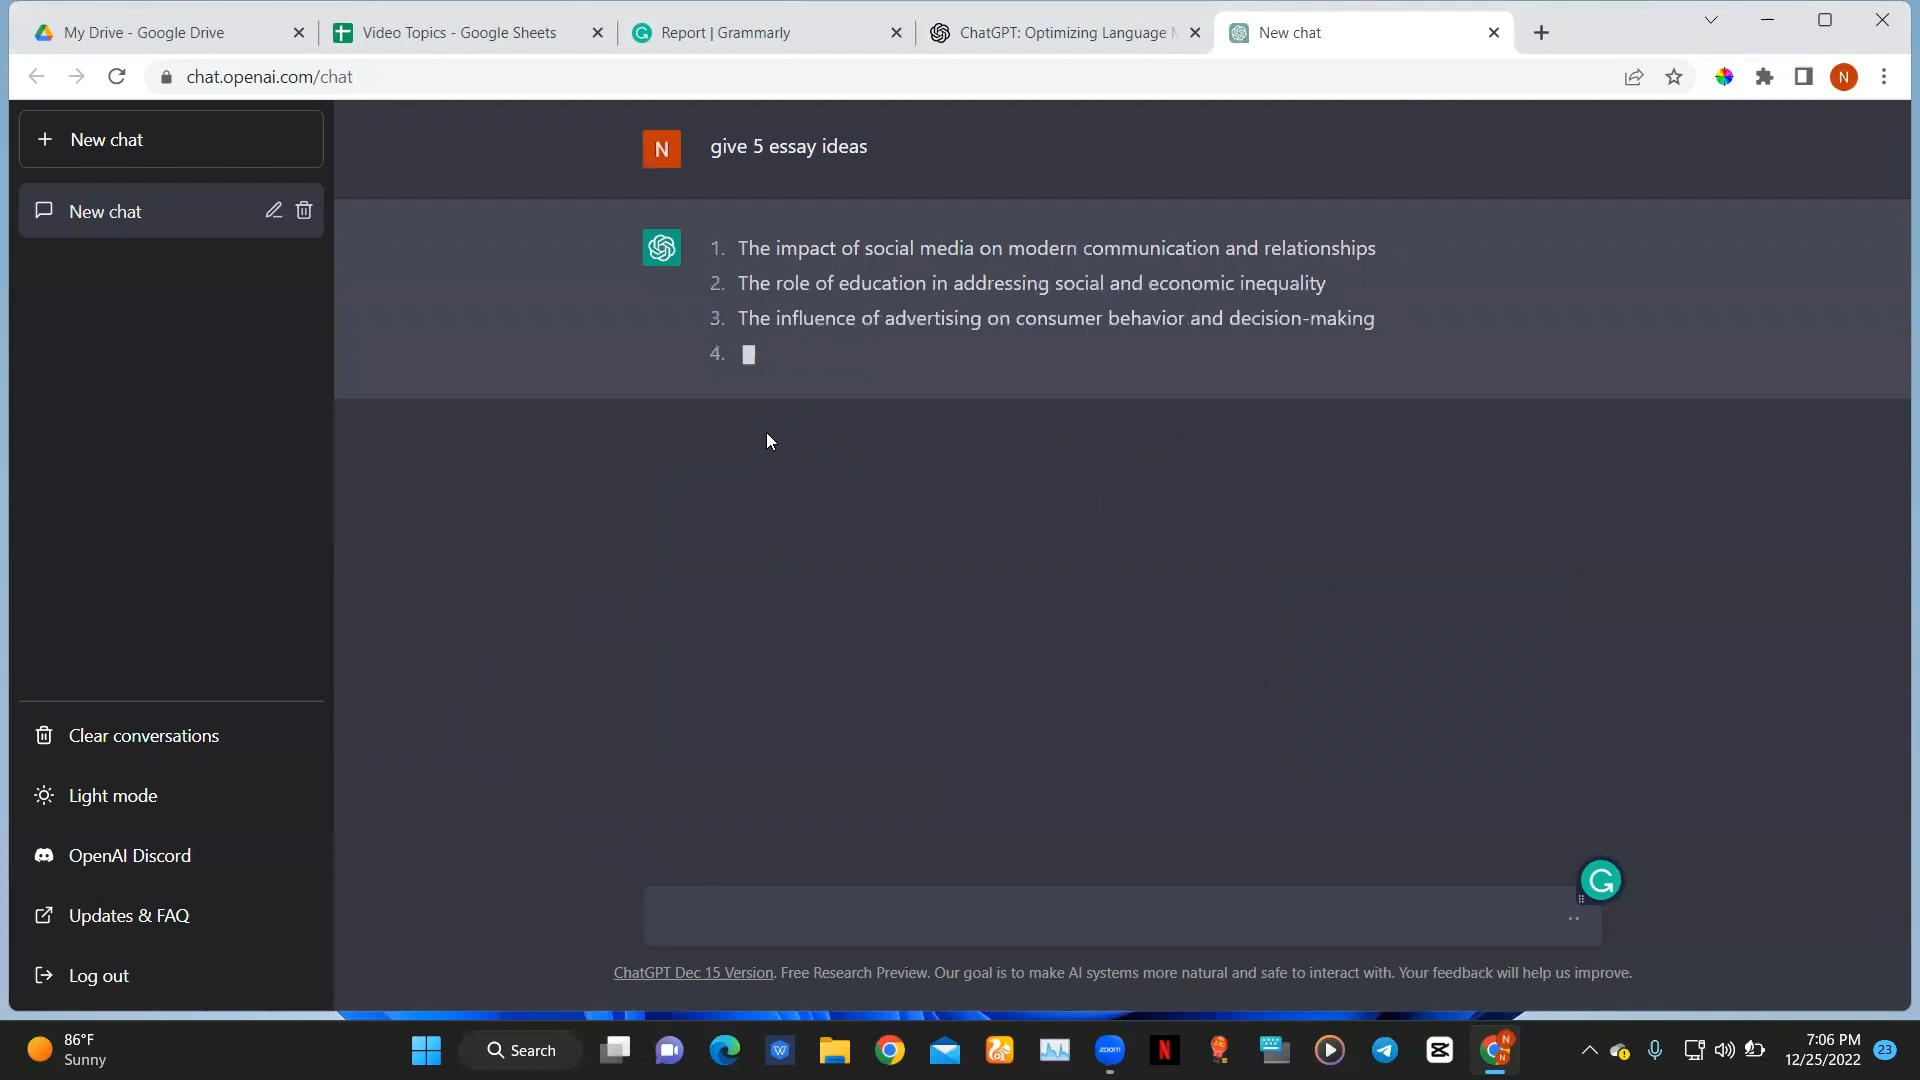 My Drive - Google Drive
Video Topics - Google Sheets
Report | Grammarly
ChatGPT: Optimizing Language
New chat
chat.openai.com/chat
N
New chat
New chat
N
give 5 essay ideas
1. The impact of social media on modern communication and relationships
2. The role of education in addressing social and economic inequality
3. The influence of advertising on consumer behavior and decision-making
4.
Clear conversations
Light mode
OpenAI Discord
Updates & FAQ
Log out
G
ChatGPT Dec 15 Version. Free Research Preview. Our goal is to make AI systems more natural and safe to interact with. Your feedback will help us improve.
86°F
Sunny
Search
zoom
N
7:06 PM
12/25/2022
23